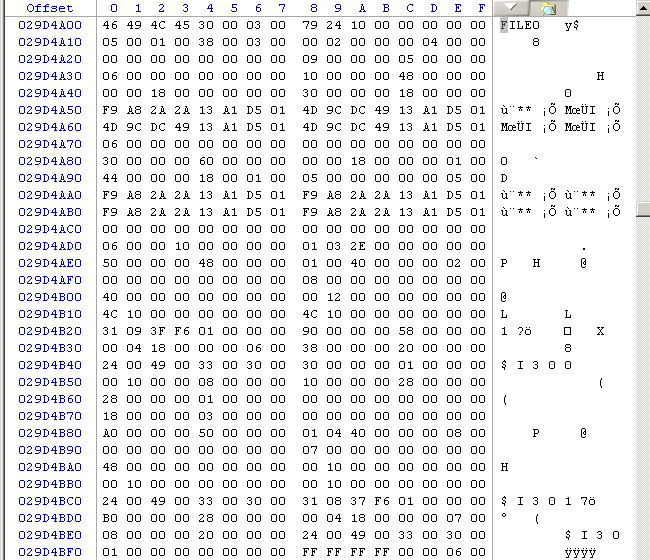 Offset 0 1 2 3 4 5 6 7 8 9 A B C D E F
029D4A00 46 49 4C 45 30 00 03 00 79 24 10 00 00 00 00 00 FILE0 y$
029D4A10 05 00 01 00 38 00 03 00 00 02 00 00 00 04 00 00 8
029D4A20 00 00 00 00 00 00 00 00 09 00 00 00 05 00 00 00
029D4A30 06 00 00 00 00 00 00 00 10 00 00 00 48 00 00 00 H
029D4A40 00 00 18 00 00 00 00 00 30 00 00 00 18 00 00 00 0
029D4A50 F9 A8 2A 2A 13 A1 D5 01 4D 9C DC 49 13 A1 D5 01 ù¨** ¡Õ MœÜI ¡Õ
029D4A60 4D 9C DC 49 13 A1 D5 01 4D 9C DC 49 13 A1 D5 01 MœÜI ¡Õ MœÜI ¡Õ
029D4A70 06 00 00 00 00 00 00 00 00 00 00 00 00 00 00 00
029D4A80 30 00 00 00 60 00 00 00 00 00 18 00 00 00 01 00 0 `
029D4A90 44 00 00 00 18 00 01 00 05 00 00 00 00 00 05 00 D
029D4AA0 F9 A8 2A 2A 13 A1 D5 01 F9 A8 2A 2A 13 A1 D5 01 ù¨** ¡Õ ù¨** ¡Õ
029D4AB0 F9 A8 2A 2A 13 A1 D5 01 F9 A8 2A 2A 13 A1 D5 01 ù¨** ¡Õ ù¨** ¡Õ
029D4AC0 00 00 00 00 00 00 00 00 00 00 00 00 00 00 00 00
029D4AD0 06 00 00 10 00 00 00 00 01 03 2E 00 00 00 00 00 .
029D4AE0 50 00 00 00 48 00 00 00 01 00 40 00 00 00 02 00 P H @
029D4AF0 00 00 00 00 00 00 00 00 08 00 00 00 00 00 00 00
029D4B00 40 00 00 00 00 00 00 00 00 12 00 00 00 00 00 00 @
029D4B10 4C 10 00 00 00 00 00 00 4C 10 00 00 00 00 00 00 L L
029D4B20 31 09 3F F6 01 00 00 00 90 00 00 00 58 00 00 00 1 ?ö □ X
029D4B30 00 04 18 00 00 00 06 00 38 00 00 00 20 00 00 00 8
029D4B40 24 00 49 00 33 00 30 00 30 00 00 00 01 00 00 00 $ I 3 0 0
029D4B50 00 10 00 00 08 00 00 00 10 00 00 00 28 00 00 00 (
029D4B60 28 00 00 00 01 00 00 00 00 00 00 00 00 00 00 00 (
029D4B70 18 00 00 00 03 00 00 00 00 00 00 00 00 00 00 00
029D4B80 A0 00 00 00 50 00 00 00 01 04 40 00 00 00 08 00 P @
029D4B90 00 00 00 00 00 00 00 00 07 00 00 00 00 00 00 00
029D4BA0 48 00 00 00 00 00 00 00 00 10 00 00 00 00 00 00 H
029D4BB0 00 10 00 00 00 00 00 00 00 10 00 00 00 00 00 00
029D4BC0 24 00 49 00 33 00 30 00 31 08 37 F6 01 00 00 00 $ I 3 0 1 7ö
029D4BD0 B0 00 00 00 28 00 00 00 00 04 18 00 00 00 07 00 ° (
029D4BE0 08 00 00 00 20 00 00 00 24 00 49 00 33 00 30 00 $ I 3 0
029D4BF0 01 00 00 00 00 00 00 00 FF FF FF FF 00 00 06 00 ÿÿÿÿ